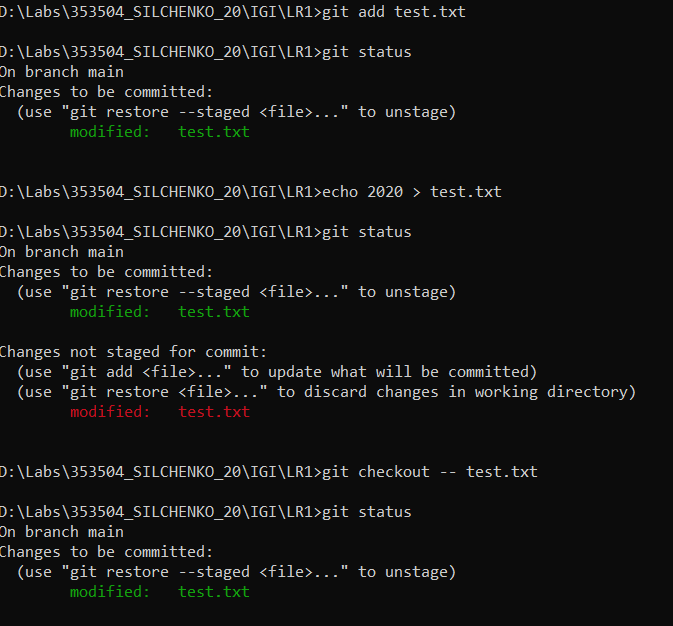 D:\Labs\353504_SILCHENKO_20\IGI\LR1>git add test.txt
D:\Labs\353504_SILCHENKO_20\IGI\LR1>git status
On branch main
Changes to be committed:
  (use "git restore --staged <file>..." to unstage)
        modified:   test.txt
D:\Labs\353504_SILCHENKO_20\IGI\LR1>echo 2020 > test.txt
D:\Labs\353504_SILCHENKO_20\IGI\LR1>git status
On branch main
Changes to be committed:
  (use "git restore --staged <file>..." to unstage)
        modified:   test.txt
Changes not staged for commit:
  (use "git add <file>..." to update what will be committed)
  (use "git restore <file>..." to discard changes in working directory)
        modified:   test.txt
D:\Labs\353504_SILCHENKO_20\IGI\LR1>git checkout -- test.txt
D:\Labs\353504_SILCHENKO_20\IGI\LR1>git status
On branch main
Changes to be committed:
  (use "git restore --staged <file>..." to unstage)
        modified:   test.txt